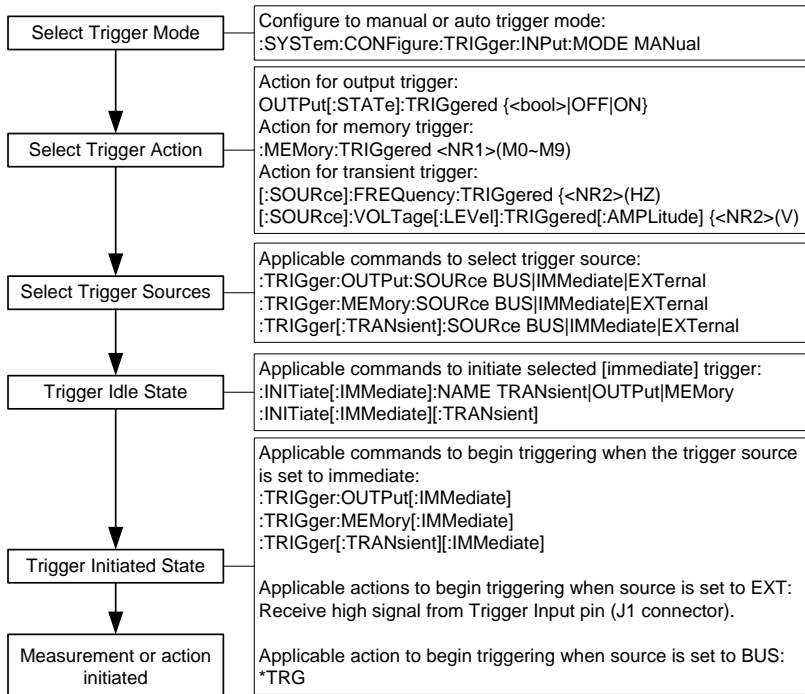 Select Trigger Mode
Configure to manual or auto trigger mode:
:SYSTem:CONFigure:TRIGger:INPut:MODE MANual
Select Trigger Action
Action for output trigger:
OUTPut[:STATe]:TRIGgered {<bool>|OFF|ON}
Action for memory trigger:
:MEMory:TRIGgered <NR1>(M0~M9)
Action for transient trigger:
[:SOURce]:FREQuency:TRIGgered {<NR2>(HZ)
[:SOURce]:VOLTage[:LEVel]:TRIGgered[:AMPLitude] {<NR2>(V)
Select Trigger Sources
Applicable commands to select trigger source:
:TRIGger:OUTPut:SOURce BUS|IMMediate|EXTernal
:TRIGger:MEMory:SOURce BUS|IMMediate|EXTernal
:TRIGger[:TRANsient]:SOURce BUS|IMMediate|EXTernal
Trigger Idle State
Applicable commands to initiate selected [immediate] trigger:
:INITiate[:IMMediate]:NAME TRANsient|OUTPut|MEMory
:INITiate[:IMMediate][:TRANsient]
Trigger Initiated State
Applicable commands to begin triggering when the trigger source
is set to immediate:
:TRIGger:OUTPut[:IMMediate]
:TRIGger:MEMory[:IMMediate]
:TRIGger[:TRANsient][:IMMediate]
Applicable actions to begin triggering when source is set to EXT:
Receive high signal from Trigger Input pin (J1 connector).
Applicable action to begin triggering when source is set to BUS:
*TRG
Measurement or action
initiated